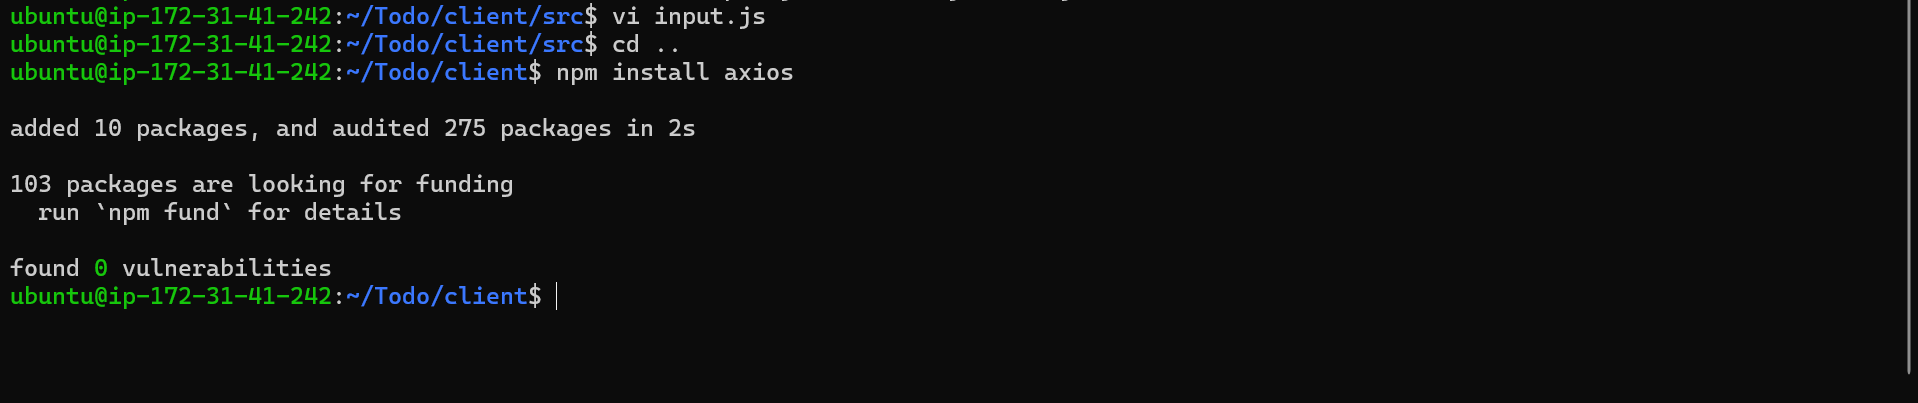 ubuntu@ip-172-31-41-242:~/Todo/client/src$ vi input.js
ubuntu@ip-172-31-41-242:~/Todo/client/src$ cd ..
ubuntu@ip-172-31-41-242:~/Todo/client$ npm install axios
added 10 packages, and audited 275 packages in 2s
103 packages are looking for funding
  run `npm fund` for details
found 0 vulnerabilities
ubuntu@ip-172-31-41-242:~/Todo/client$